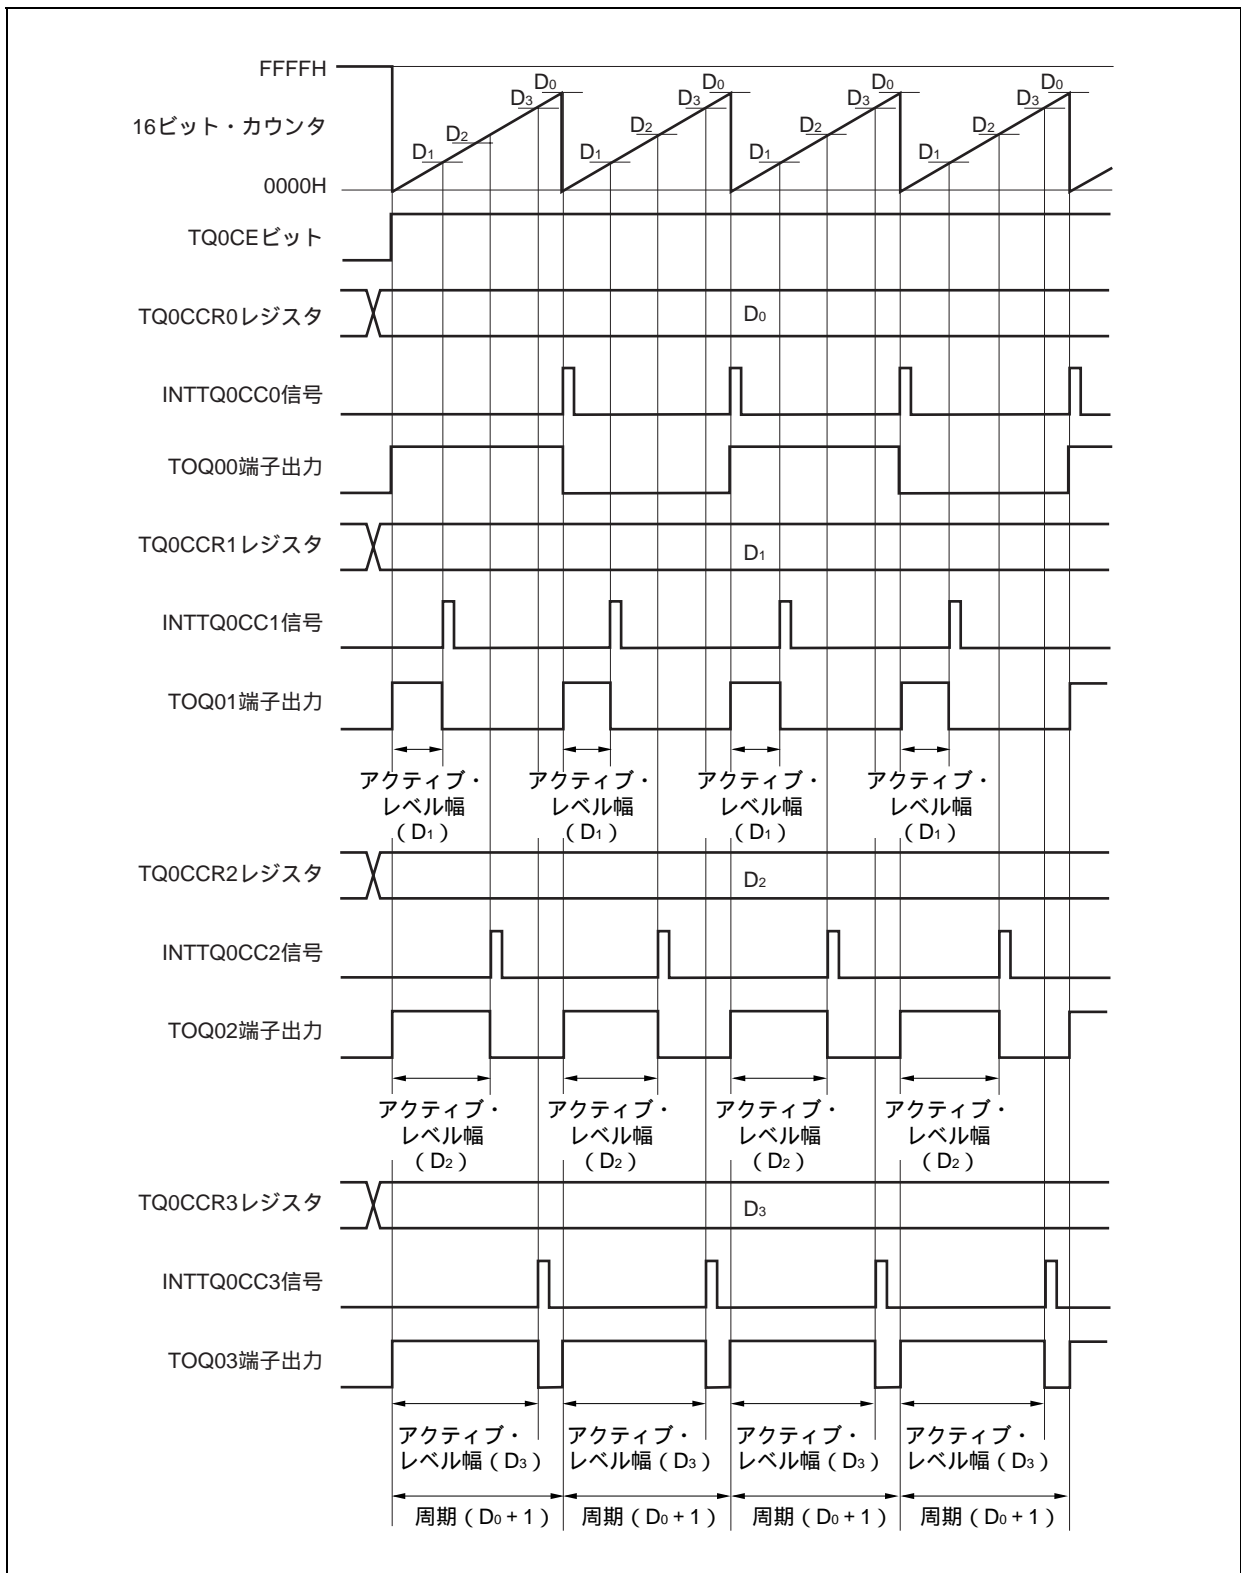 FFFFH
D0 D0 D0 D0
D3 D3 D3 D3
16ビット・カウンタ
D2 D2 D2 D2
D1 D1 D1 D1
0000H
TQ0CEビット
TQ0CCR0レジスタ D0
INTTQ0CC0信号
TOQ00端子出力
TQ0CCR1レジスタ D1
INTTQ0CC1信号
TOQ01端子出力
アクティブ・ アクティブ・ アクティブ・ アクティブ・
レベル幅 レベル幅 レベル幅 レベル幅
（D1） （D1） （D1） （D1）
TQ0CCR2レジスタ D2
INTTQ0CC2信号
TOQ02端子出力
アクティブ・ アクティブ・ アクティブ・ アクティブ・
レベル幅 レベル幅 レベル幅 レベル幅
（D2） （D2） （D2） （D2）
TQ0CCR3レジスタ D3
INTTQ0CC3信号
TOQ03端子出力
アクティブ・ アクティブ・ アクティブ・ アクティブ・
レベル幅（D3） レベル幅（D3） レベル幅（D3） レベル幅（D3）
周期（D0+1） 周期（D0+1） 周期（D0+1） 周期（D0+1）